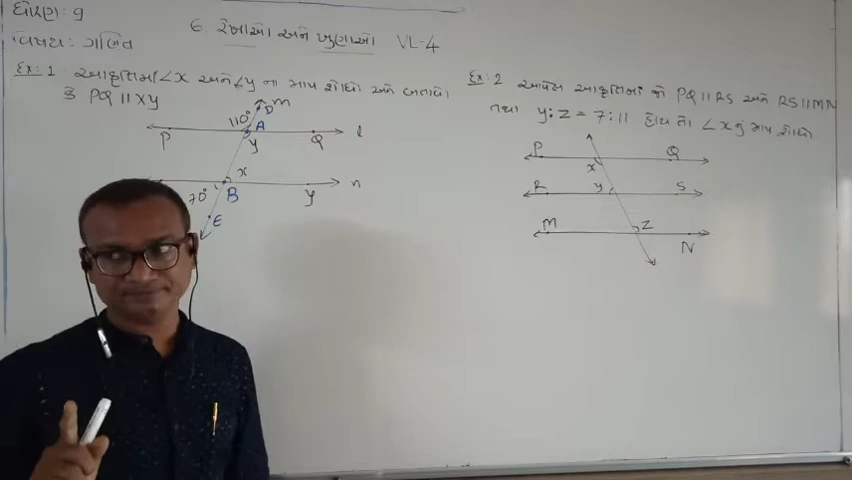 ધોરણ: 9
વિષય: ગણિત
6. રેખાઓ અને ખૂણાઓ VL-4
Ex: 1 આકૃતિમાં ∠x અને ∠y ના માપ શોધો અને બતાવો
કે PQ || XY
m
D
110°
A
l
P
y
Q
x
n
70°
B
y
E
Ex: 2 આપેલ આકૃતિમાં જો PQ || RS અને RS || MN
તથા y : z = 7 : 11 હોય તો ∠x નું માપ શોધો
P
Q
x
R
y
S
M
z
N